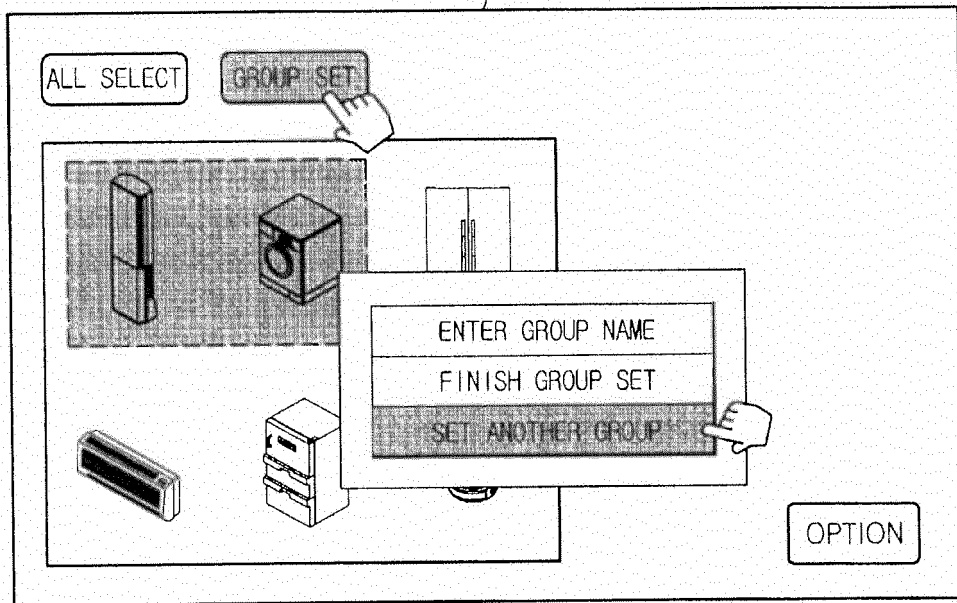 ALL SELECT
GROUP SET
ENTER GROUP NAME
FINISH GROUP SET
SET ANOTHER GROUP
OPTION